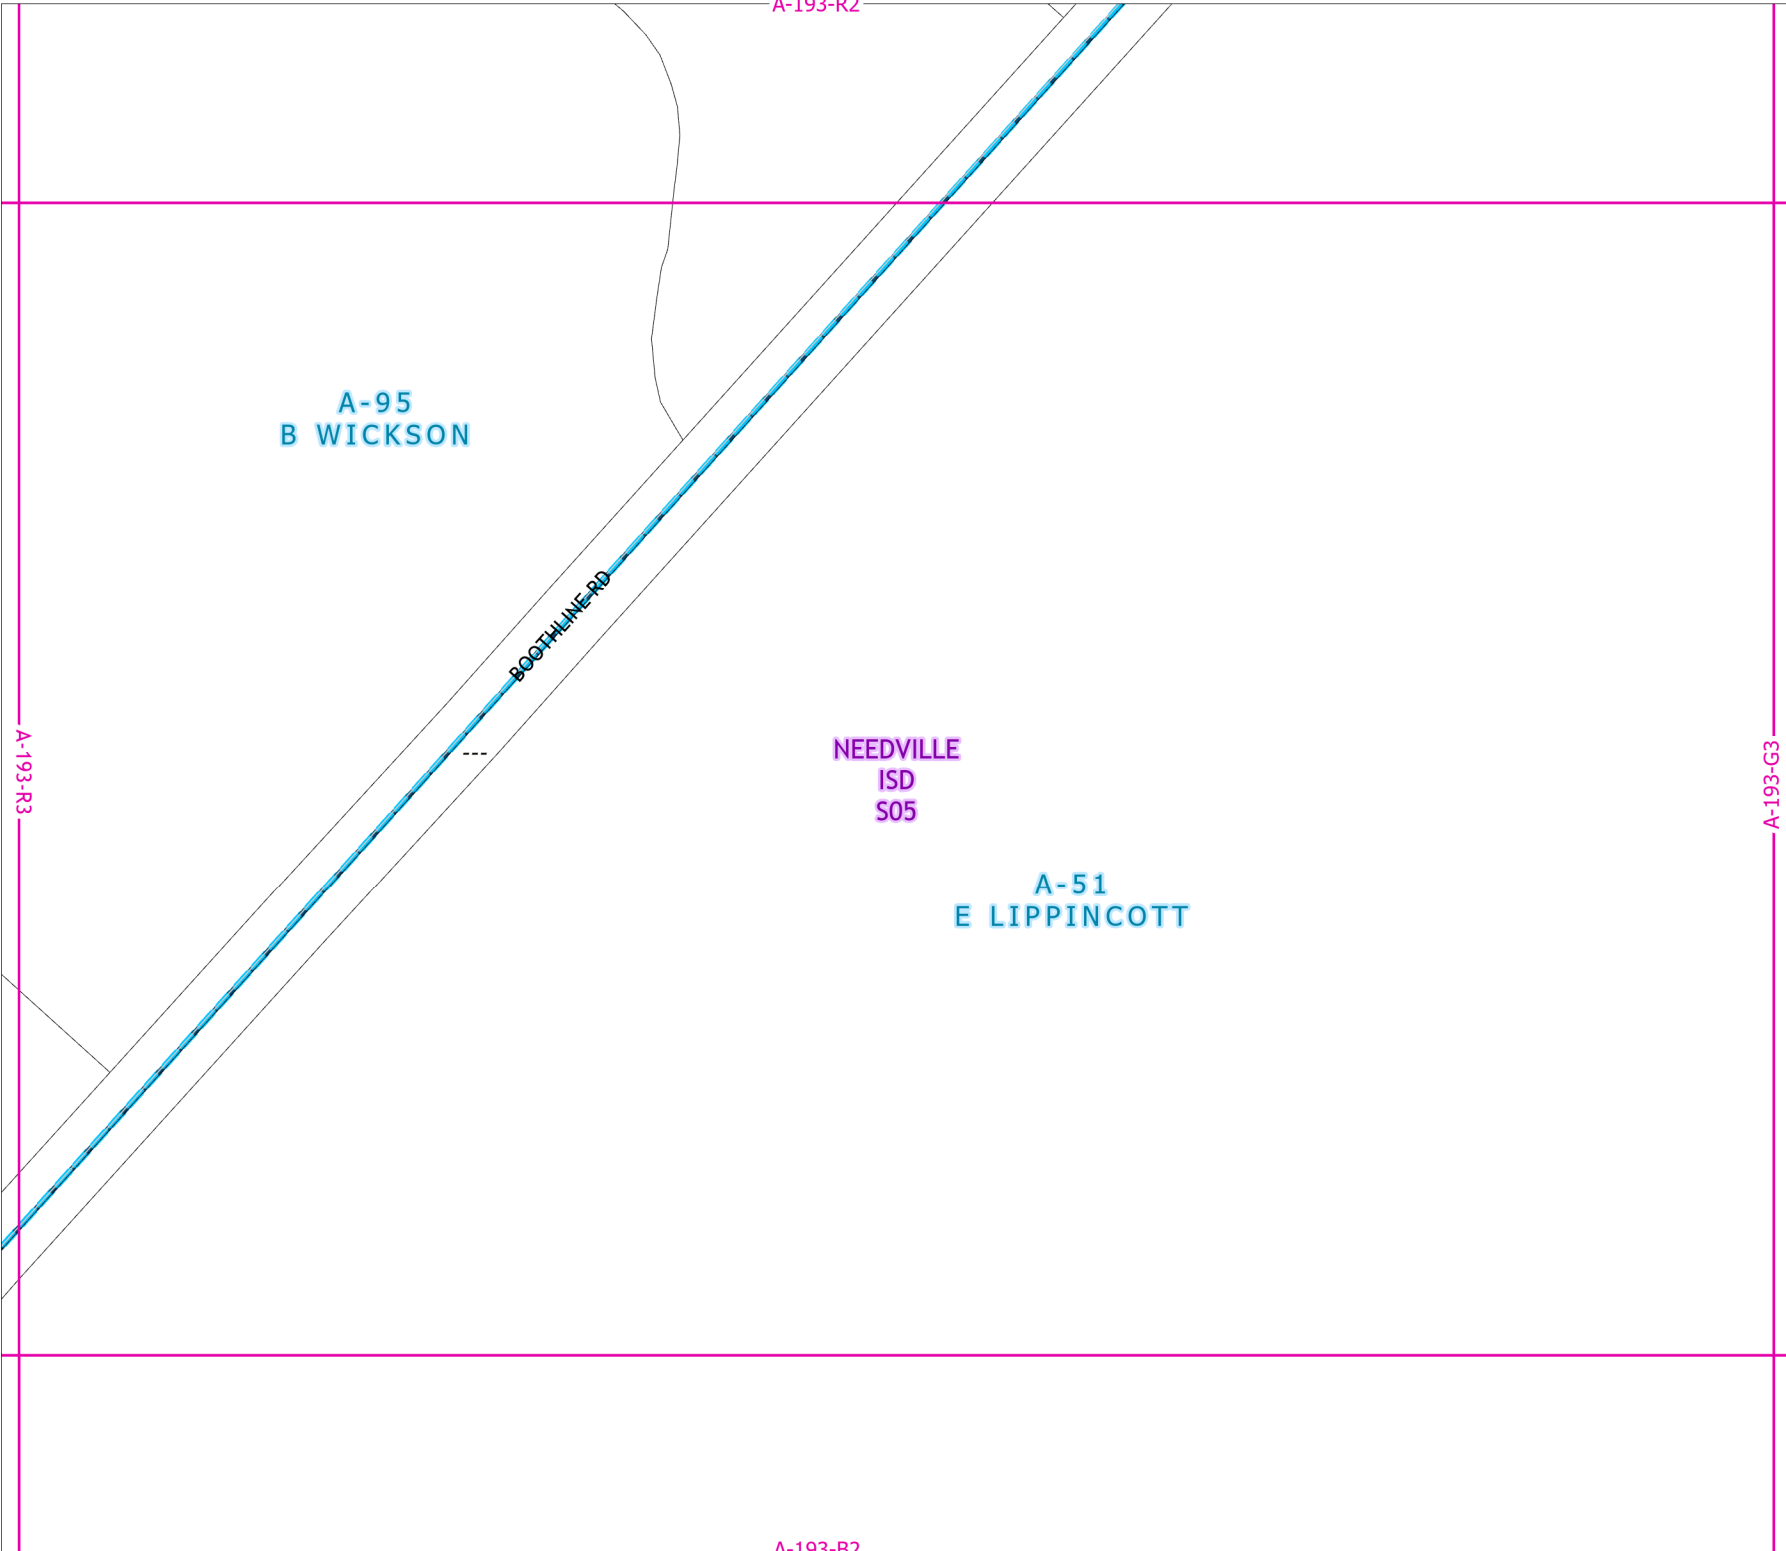 A-193-R2
A-95
B WICKSON
BOOTHLINE RD
---
A-193-R3
NEEDVILLE
ISD
S05
A-193-G3
A-51
E LIPPINCOTT
A-193-B2